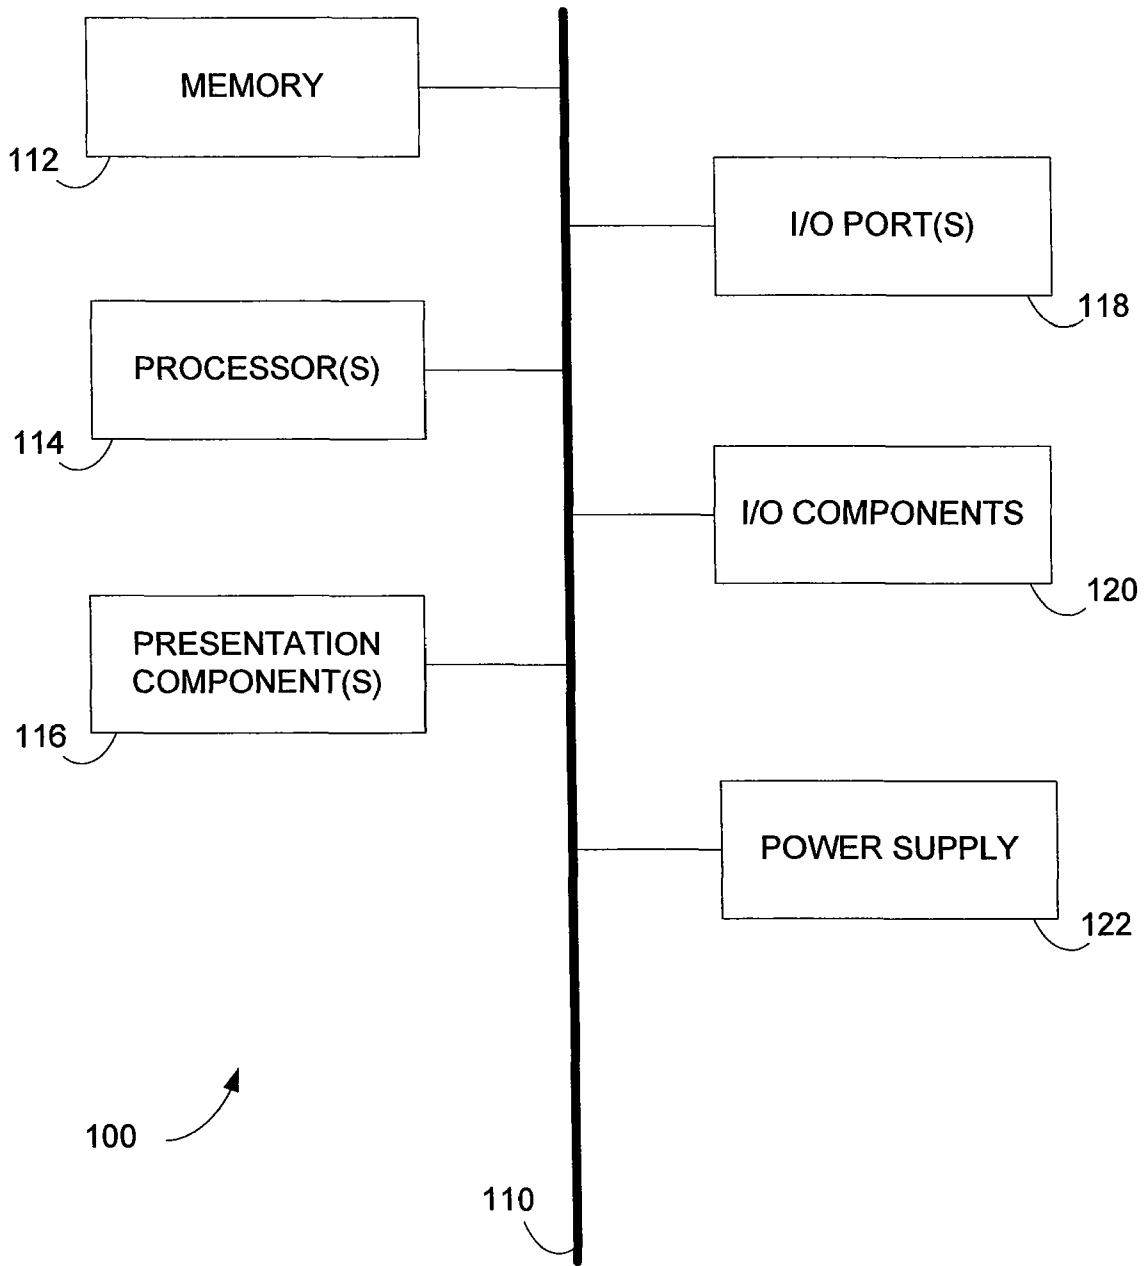 MEMORY
112
I/O PORT(S)
118
PROCESSOR(S)
114
I/O COMPONENTS
120
PRESENTATION
COMPONENT(S)
116
POWER SUPPLY
122
100
110